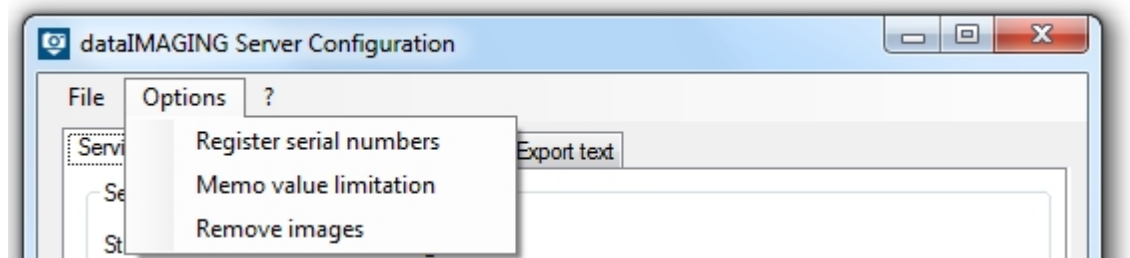 dataIMAGING Server Configuration
File Options ?
Register serial numbers
Export text
Memo value limitation
Remove images